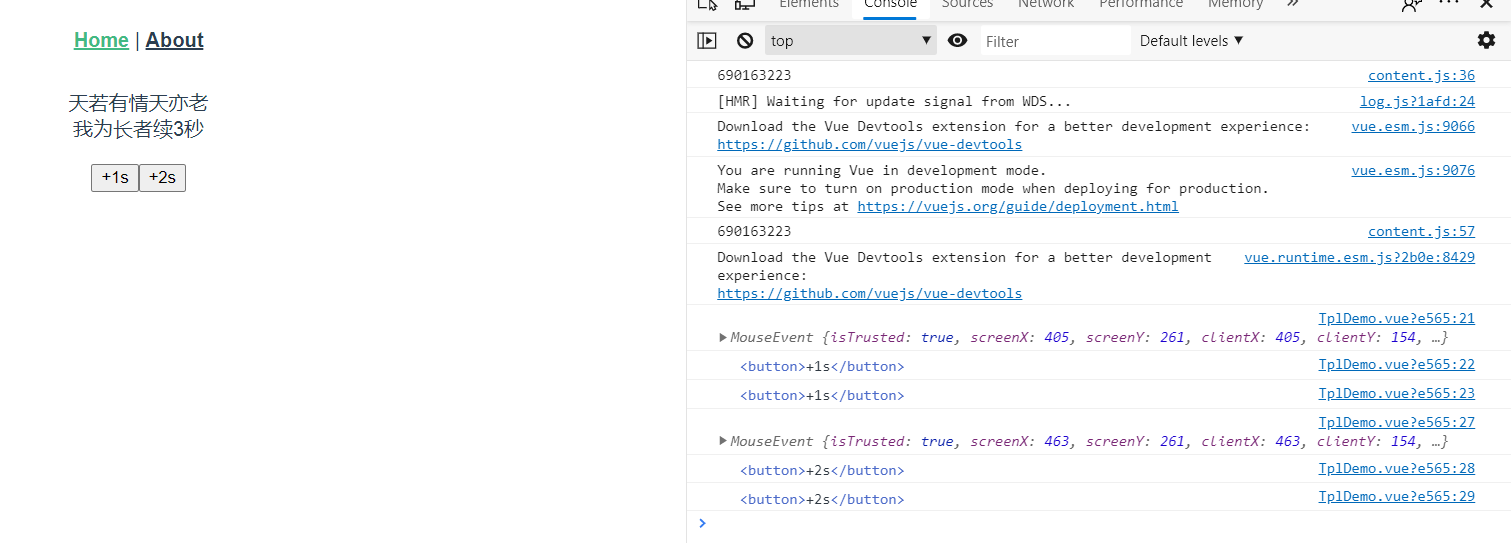 Home | About
天若有情天亦老
我为长者续3秒
+1s +2s
Elements Console Sources Network Performance Memory »
top Filter Default levels ▼
690163223 content.js:36
[HMR] Waiting for update signal from WDS... log.js?1afd:24
Download the Vue Devtools extension for a better development experience: vue.esm.js:9066
https://github.com/vuejs/vue-devtools
You are running Vue in development mode. vue.esm.js:9076
Make sure to turn on production mode when deploying for production.
See more tips at https://vuejs.org/guide/deployment.html
690163223 content.js:57
Download the Vue Devtools extension for a better development vue.runtime.esm.js?2b0e:8429
experience:
https://github.com/vuejs/vue-devtools
TplDemo.vue?e565:21
MouseEvent {isTrusted: true, screenX: 405, screenY: 261, clientX: 405, clientY: 154, …}
<button>+1s</button> TplDemo.vue?e565:22
<button>+1s</button> TplDemo.vue?e565:23
TplDemo.vue?e565:27
MouseEvent {isTrusted: true, screenX: 463, screenY: 261, clientX: 463, clientY: 154, …}
<button>+2s</button> TplDemo.vue?e565:28
<button>+2s</button> TplDemo.vue?e565:29